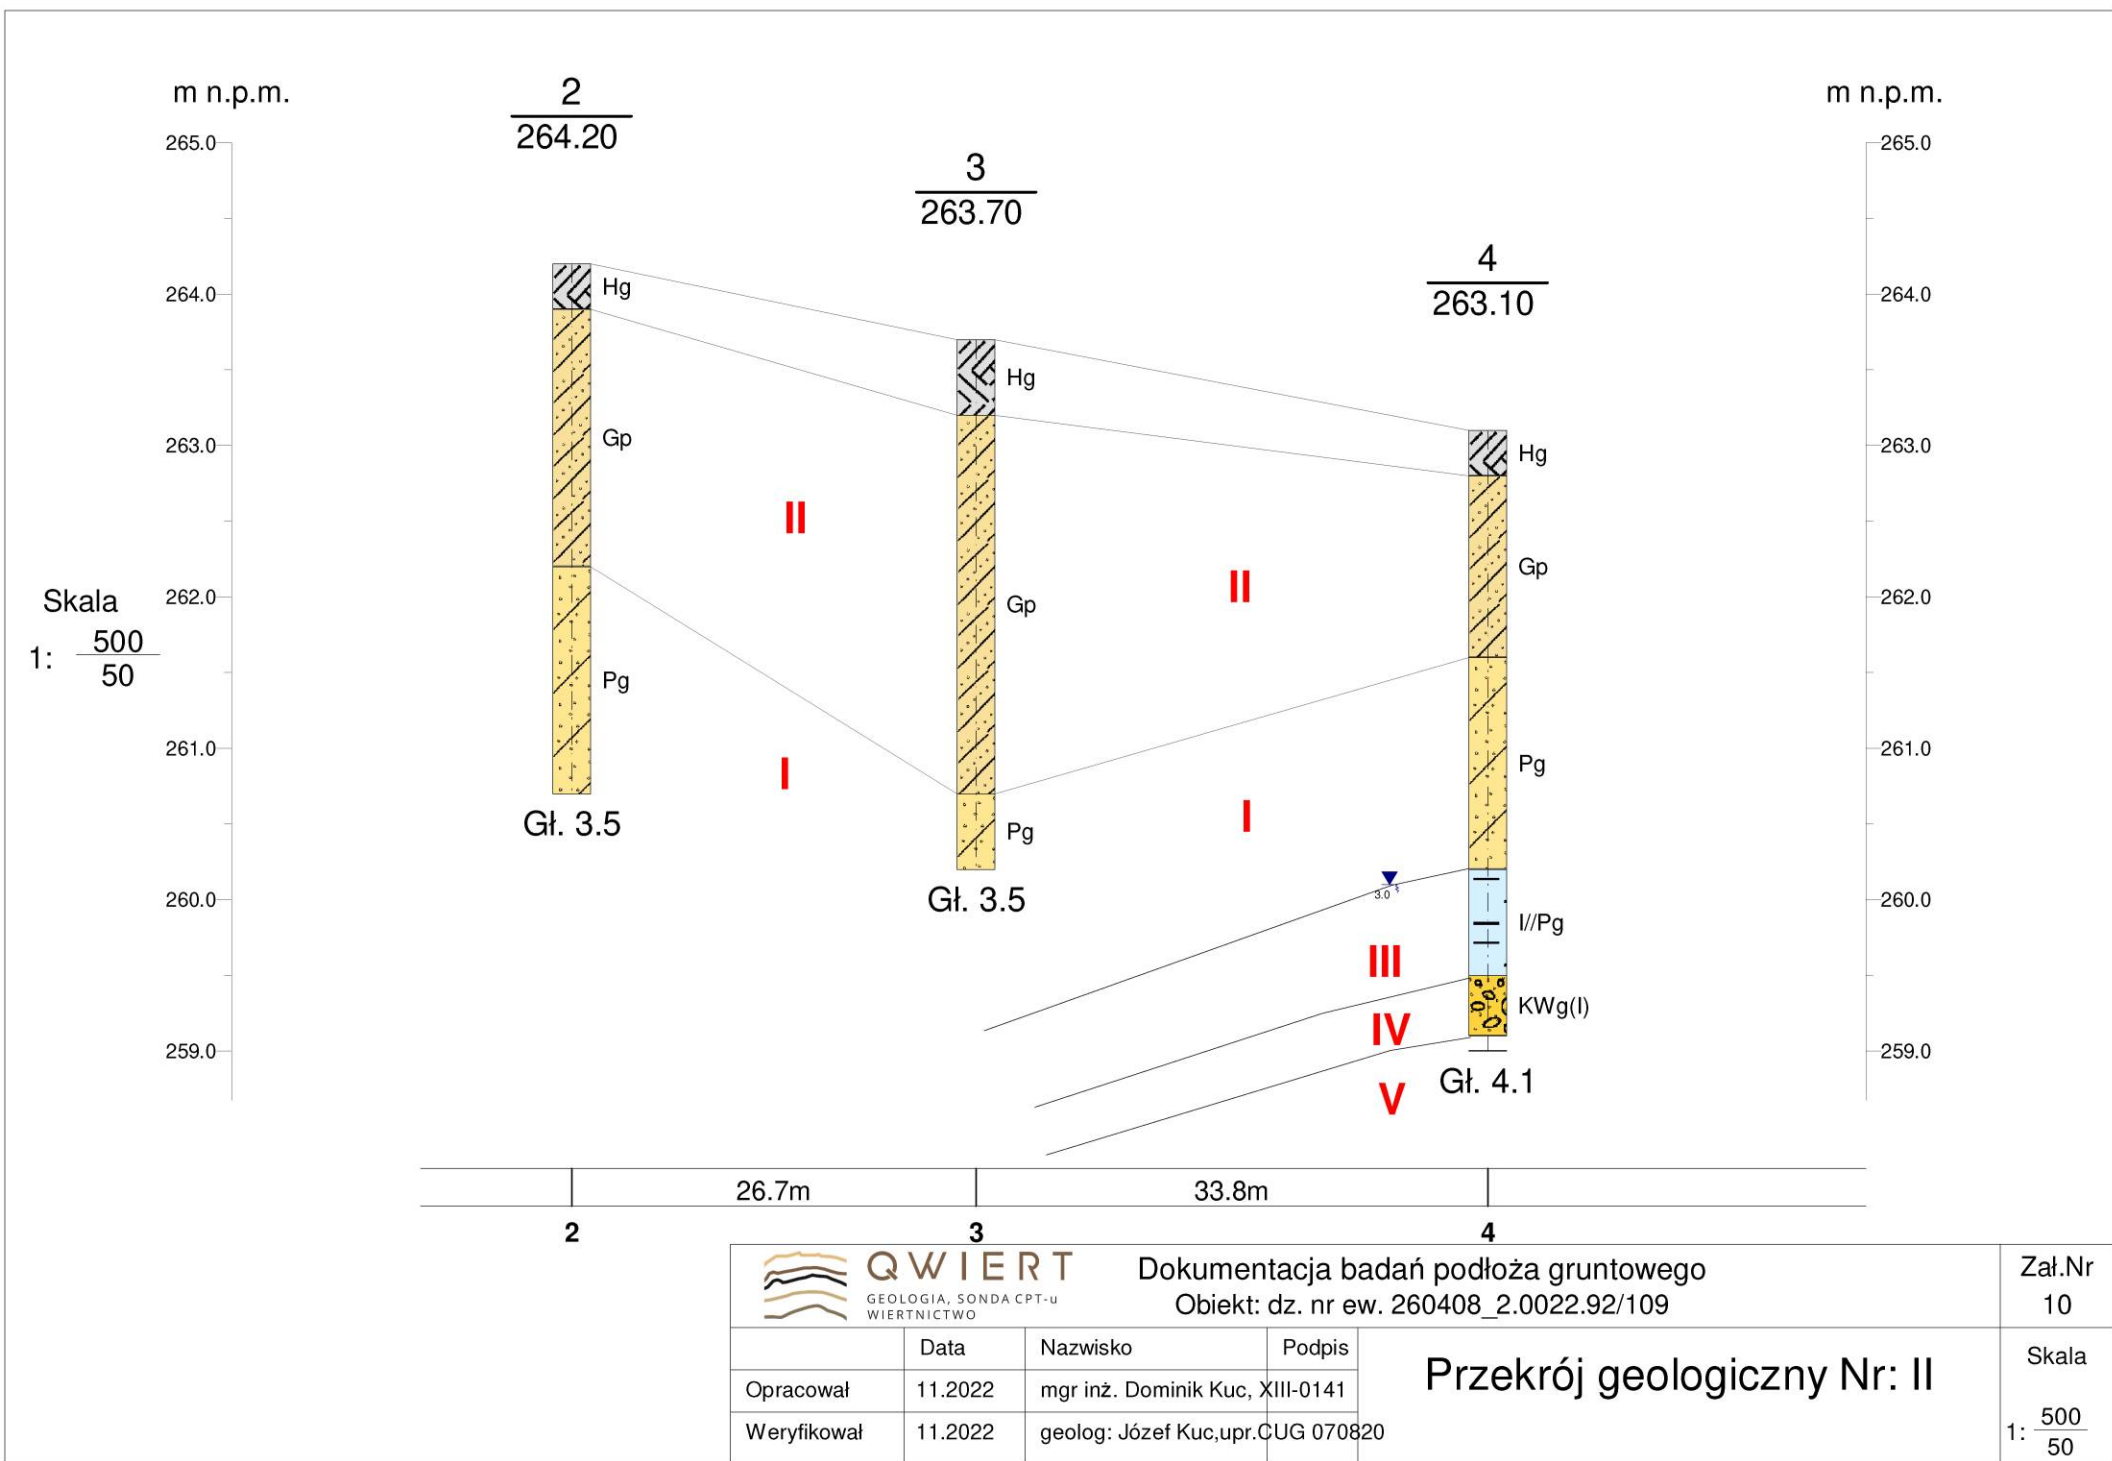 m n.p.m.
m n.p.m.
2
264.20
3
263.70
4
263.10
265.0
264.0
263.0
262.0
261.0
260.0
259.0
265.0
264.0
263.0
262.0
261.0
260.0
259.0
Skala
1: 500
50
Hg
Gp
Pg
Gł. 3.5
Hg
Gp
Pg
Gł. 3.5
Hg
Gp
Pg
I//Pg
KWg(I)
Gł. 4.1
II
II
I
I
3.0
III
IV
V
26.7m
33.8m
2
3
4
QWIERT
GEOLOGIA, SONDA CPT-u
WIERTNICTWO
Dokumentacja badań podłoża gruntowego
Obiekt: dz. nr ew. 260408_2.0022.92/109
Zał.Nr
10
Data
Nazwisko
Podpis
Opracował
11.2022
mgr inż. Dominik Kuc, XIII-0141
Weryfikował
11.2022
geolog: Józef Kuc,upr.CUG 070820
Przekrój geologiczny Nr: II
Skala
1: 500
50